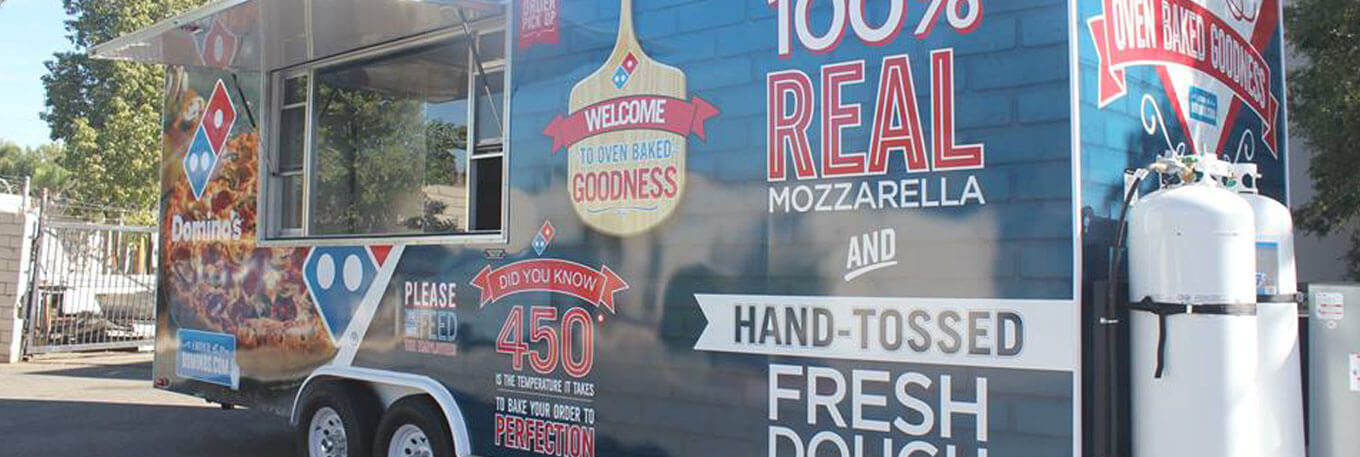 ORDER
PICK UP
Domino's
DOMINOS.COM
PLEASE
FEED
WELCOME
TO OVEN BAKED
GOODNESS
DID YOU KNOW
450°
IS THE TEMPERATURE IT TAKES
TO BAKE YOUR ORDER TO
PERFECTION
100%
REAL
MOZZARELLA
AND
HAND-TOSSED
FRESH
DOUGH
OVEN BAKED GOODNESS